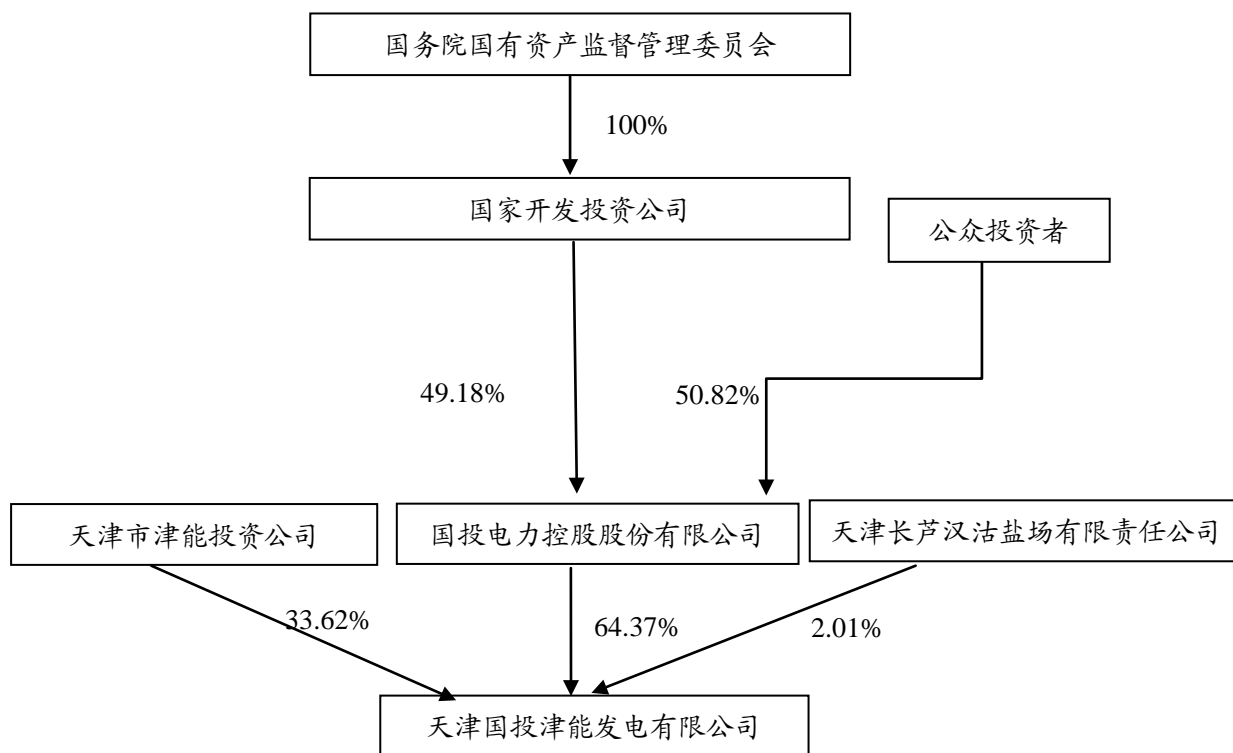 国务院国有资产监督管理委员会
100%
国家开发投资公司
公众投资者
49.18%
50.82%
天津市津能投资公司
国投电力控股股份有限公司
天津长芦汉沽盐场有限责任公司
33.62%
64.37%
2.01%
天津国投津能发电有限公司